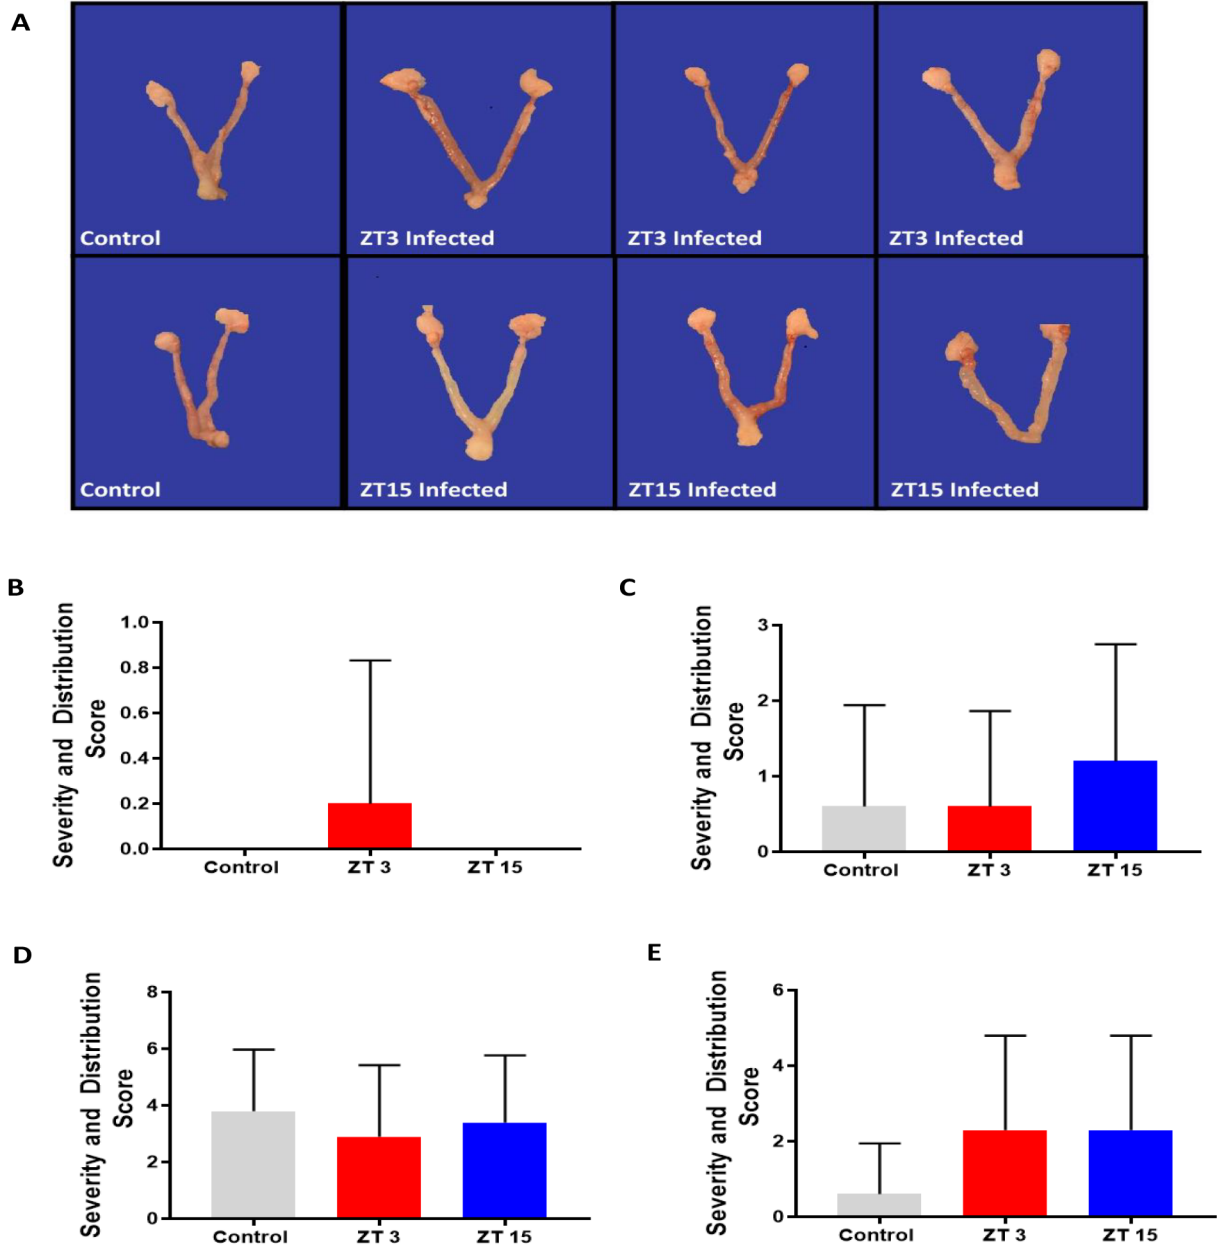 A
Control
ZT3 Infected
ZT3 Infected
ZT3 Infected
Control
ZT15 Infected
ZT15 Infected
ZT15 Infected
B
Severity and Distribution
Score
1.0
0.8
0.6
0.4
0.2
0.0
Control
ZT 3
ZT 15
C
Severity and Distribution
Score
3
2
1
0
Control
ZT 3
ZT 15
D
Severity and Distribution
Score
8
6
4
2
0
Control
ZT 3
ZT 15
E
Severity and Distribution
Score
6
4
2
0
Control
ZT 3
ZT 15